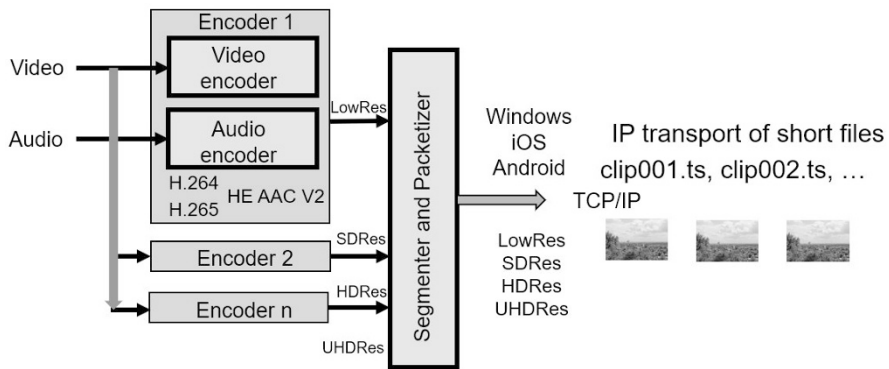 Encoder 1
Video
Video
encoder
Audio
Audio
encoder
LowRes
H.264
HE AAC V2
H.265
SDRes
Encoder 2
HDRes
Encoder n
UHDRes
Segmenter and Packetizer
Windows
iOS
Android
TCP/IP
LowRes
SDRes
HDRes
UHDRes
IP transport of short files
clip001.ts, clip002.ts, …